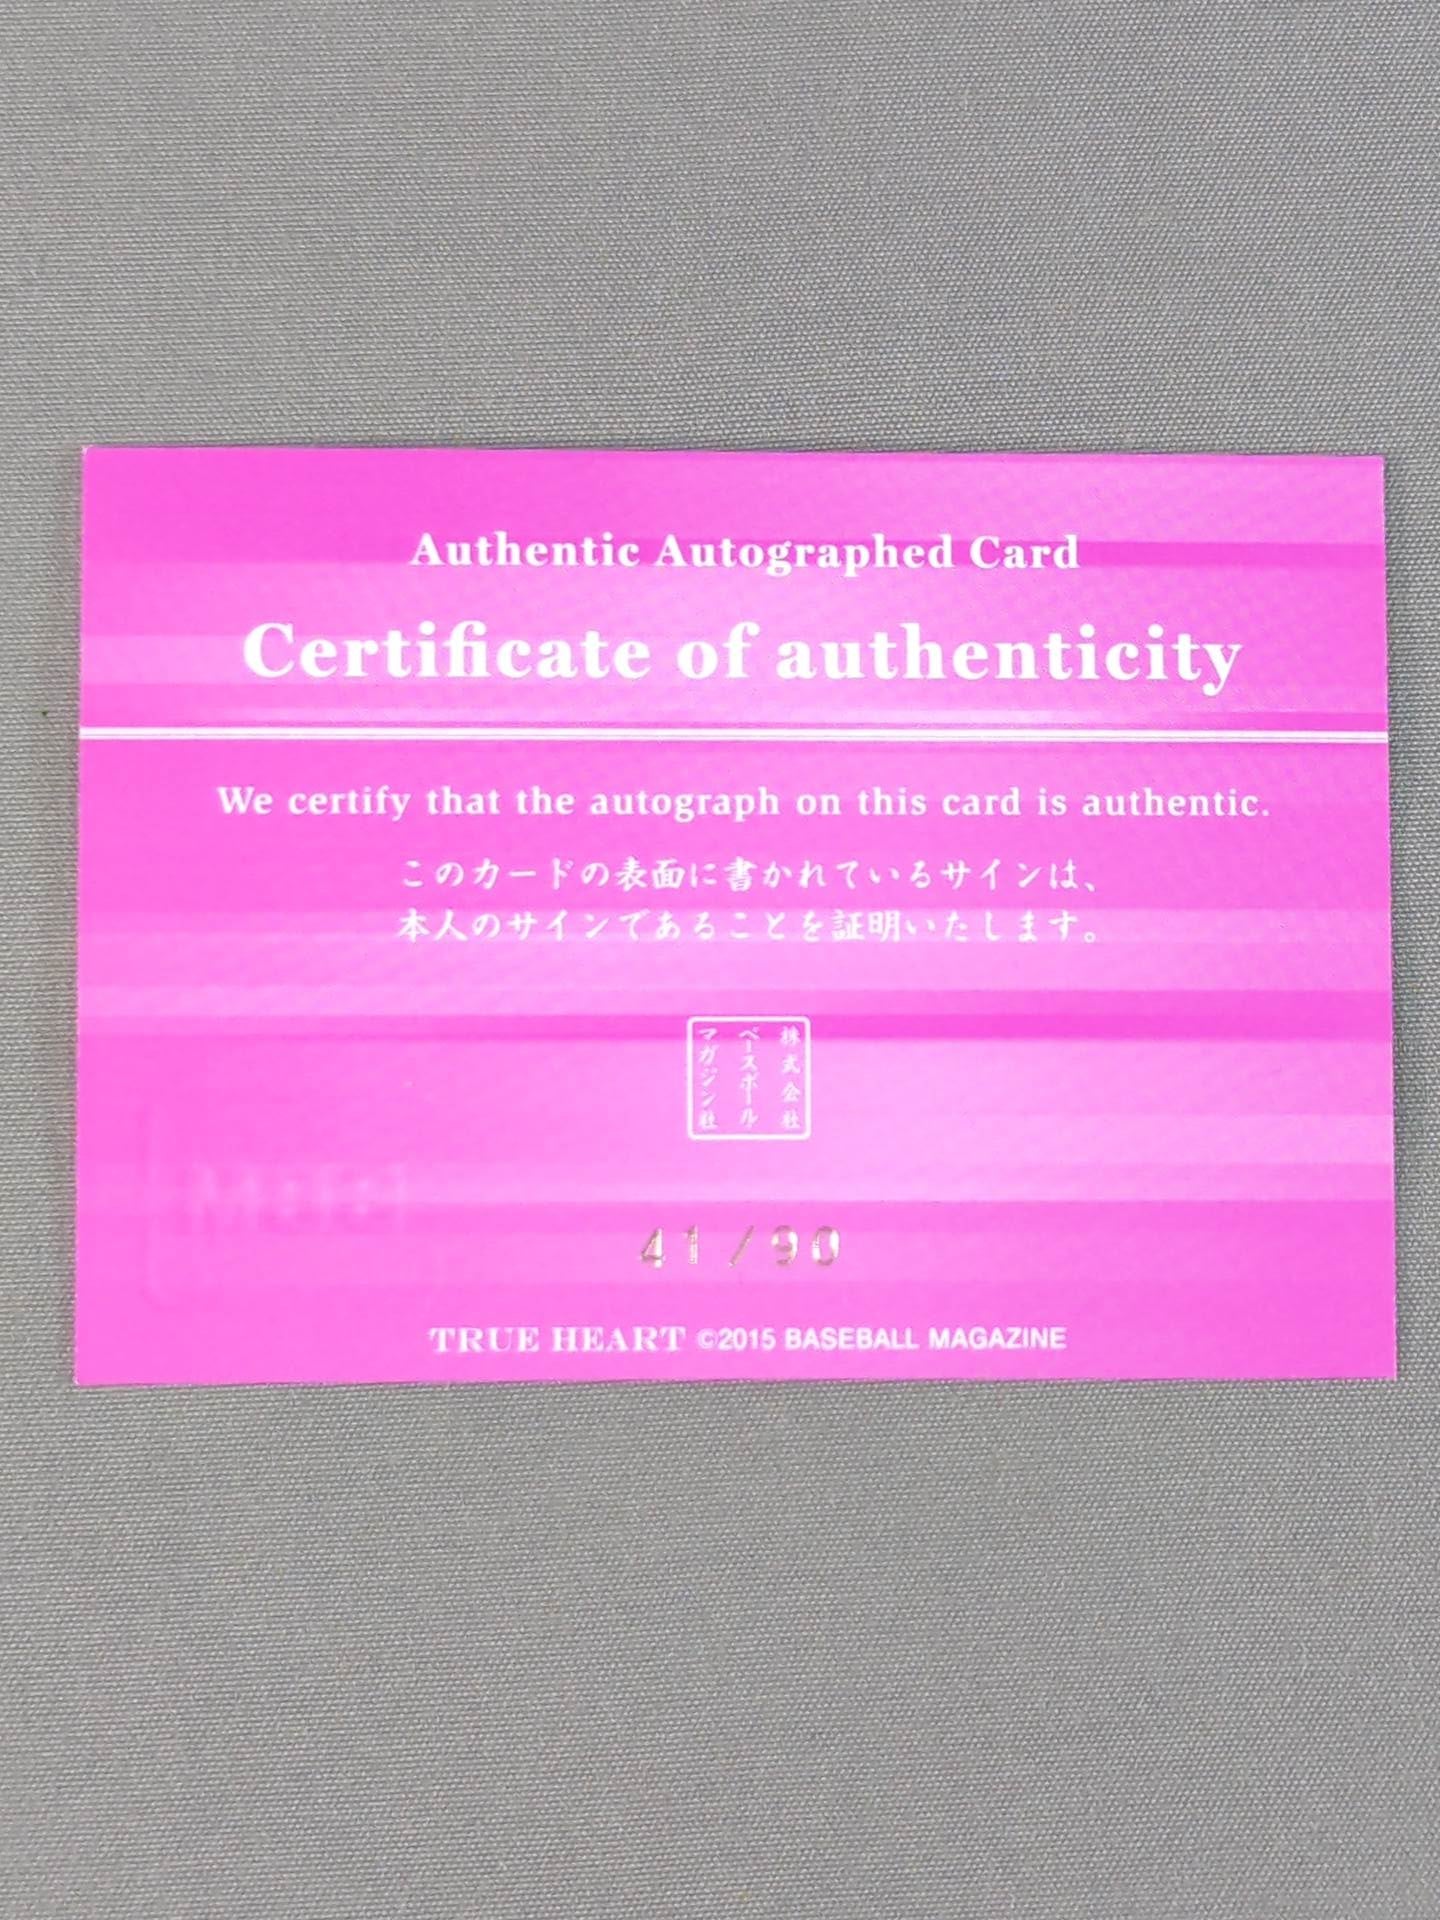 Authentic Autographed Card
Certificate of authenticity
We certify that the autograph on this card is authentic.
このカードの表面に書かれているサインは、
本人のサインであることを証明いたします。
株式会社
ベースボール
マガジン社
41/90
TRUE HEART ©2015 BASEBALL MAGAZINE